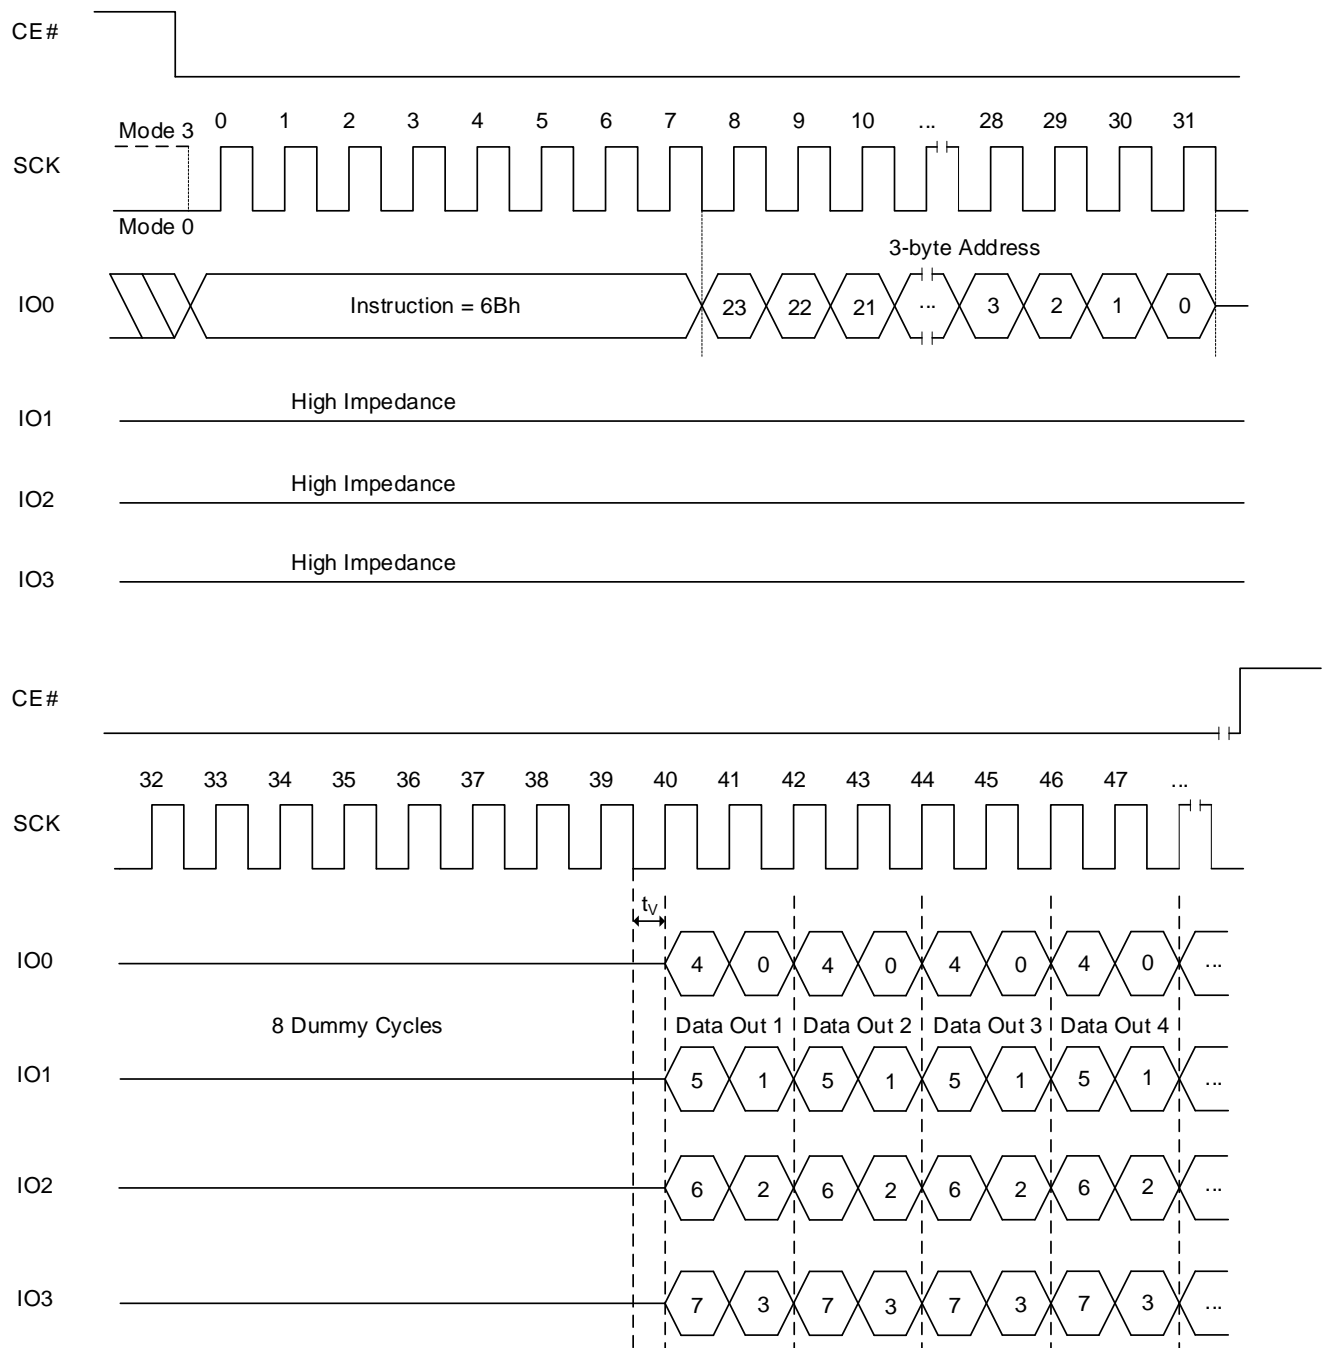 CE#
Mode 3 0 1 2 3 4 5 6 7 8 9 10 ... 28 29 30 31
SCK
Mode 0
3-byte Address
IO0 Instruction = 6Bh 23 22 21 ... 3 2 1 0
High Impedance
IO1
High Impedance
IO2
High Impedance
IO3
CE#
32 33 34 35 36 37 38 39 40 41 42 43 44 45 46 47 ...
SCK
tV
IO0 4 0 4 0 4 0 4 0 ...
8 Dummy Cycles Data Out 1 Data Out 2 Data Out 3 Data Out 4
IO1 5 1 5 1 5 1 5 1 ...
IO2 6 2 6 2 6 2 6 2 ...
IO3 7 3 7 3 7 3 7 3 ...